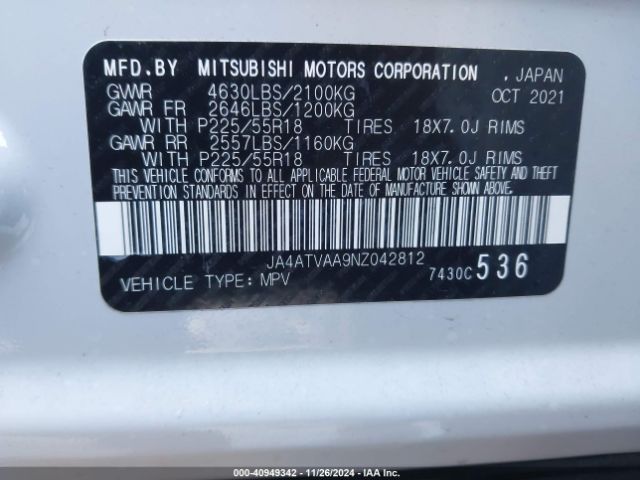 MFD.BY MITSUBISHI MOTORS CORPORATION , JAPAN
GVWR 4630LBS/2100KG OCT 2021
GAWR FR 2646LBS/1200KG
WITH P225/55R18 TIRES 18X7.0J RIMS
GAWR RR 2557LBS/1160KG
WITH P225/55R18 TIRES 18X7.0J RIMS
THIS VEHICLE CONFORMS TO ALL APPLICABLE FEDERAL MOTOR VEHICLE SAFETY AND THEFT
PREVENTION STANDARDS IN EFFECT ON THE DATE OF MANUFACTURE SHOWN ABOVE.
JA4ATVAA9NZ042812
VEHICLE TYPE: MPV 7430C 536
000-40949342 — 11/26/2024 — IAA Inc.